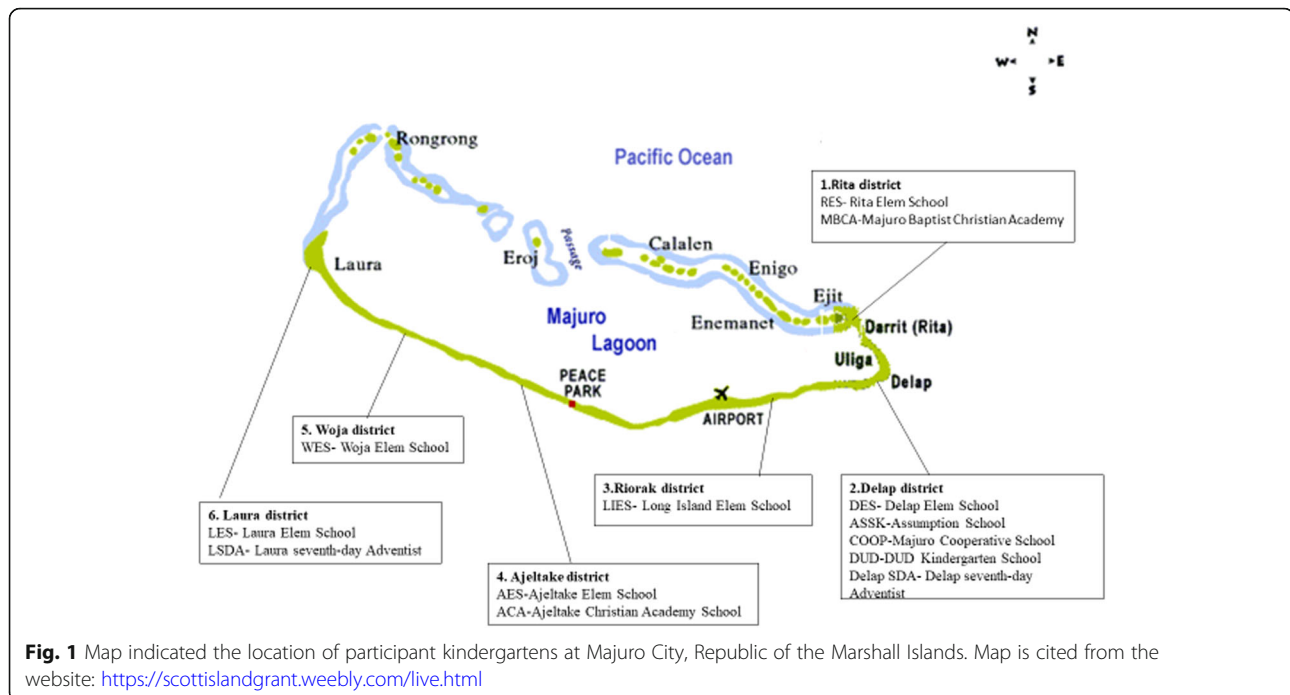 N
W E
S
Rongrong
Pacific Ocean
1.Rita district
RES- Rita Elem School
MBCA-Majuro Baptist Christian Academy
Passage
Calalen
Laura
Eroj
Enigo
Ejit
Majuro
Lagoon
Enemanet
Darrit (Rita)
Uliga
Delap
PEACE
PARK
AIRPORT
5. Woja district
WES- Woja Elem School
3.Riorak district
LIES- Long Island Elem School
2.Delap district
DES- Delap Elem School
ASSK-Assumption School
COOP-Majuro Cooperative School
DUD-DUD Kindergarten School
Delap SDA- Delap seventh-day
Adventist
6. Laura district
LES- Laura Elem School
LSDA- Laura seventh-day Adventist
4. Ajeltake district
AES-Ajeltake Elem School
ACA-Ajeltake Christian Academy School
Fig. 1 Map indicated the location of participant kindergartens at Majuro City, Republic of the Marshall Islands. Map is cited from the
website: https://scottislandgrant.weebly.com/live.html